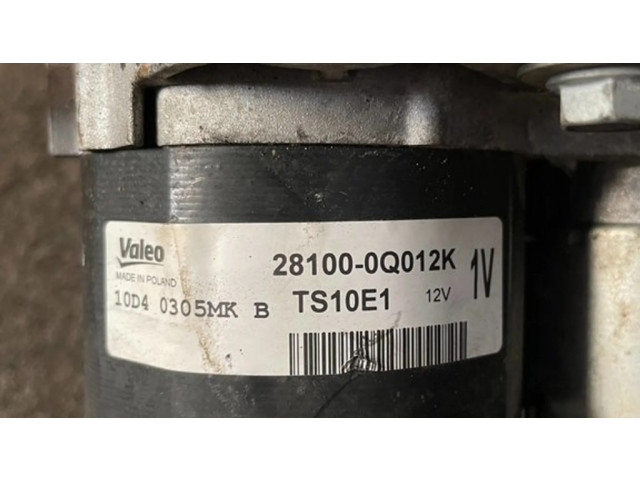 Valeo
MADE IN POLAND
10D4 0305MK B
28100-0Q012K
TS10E1 12V
1V